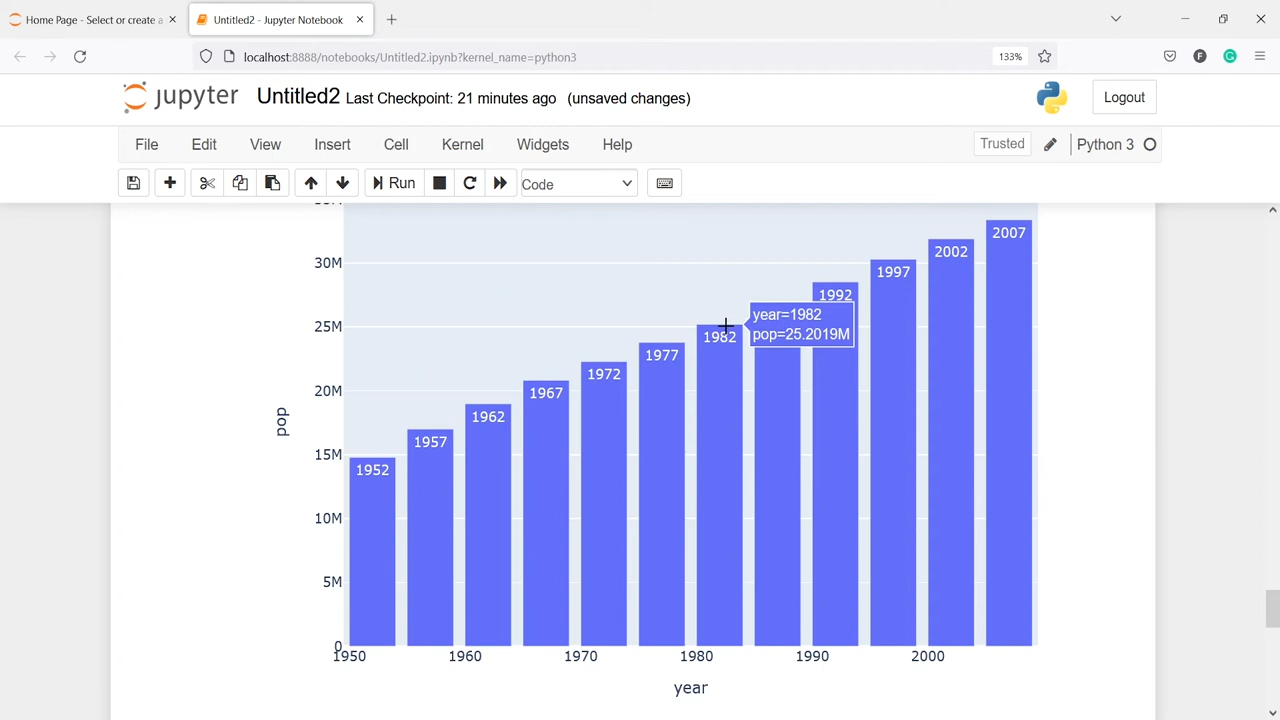 Home Page - Select or create a
Untitled2 - Jupyter Notebook
localhost:8888/notebooks/Untitled2.ipynb?kernel_name=python3
133%
jupyter Untitled2 Last Checkpoint: 21 minutes ago (unsaved changes)
Logout
File Edit View Insert Cell Kernel Widgets Help
Trusted
Python 3
Run
Code
30M
25M
20M
15M
10M
5M
0
pop
2007
2002
1997
1992
year=1982
pop=25.2019M
1982
1977
1972
1967
1962
1957
1952
1950 1960 1970 1980 1990 2000
year